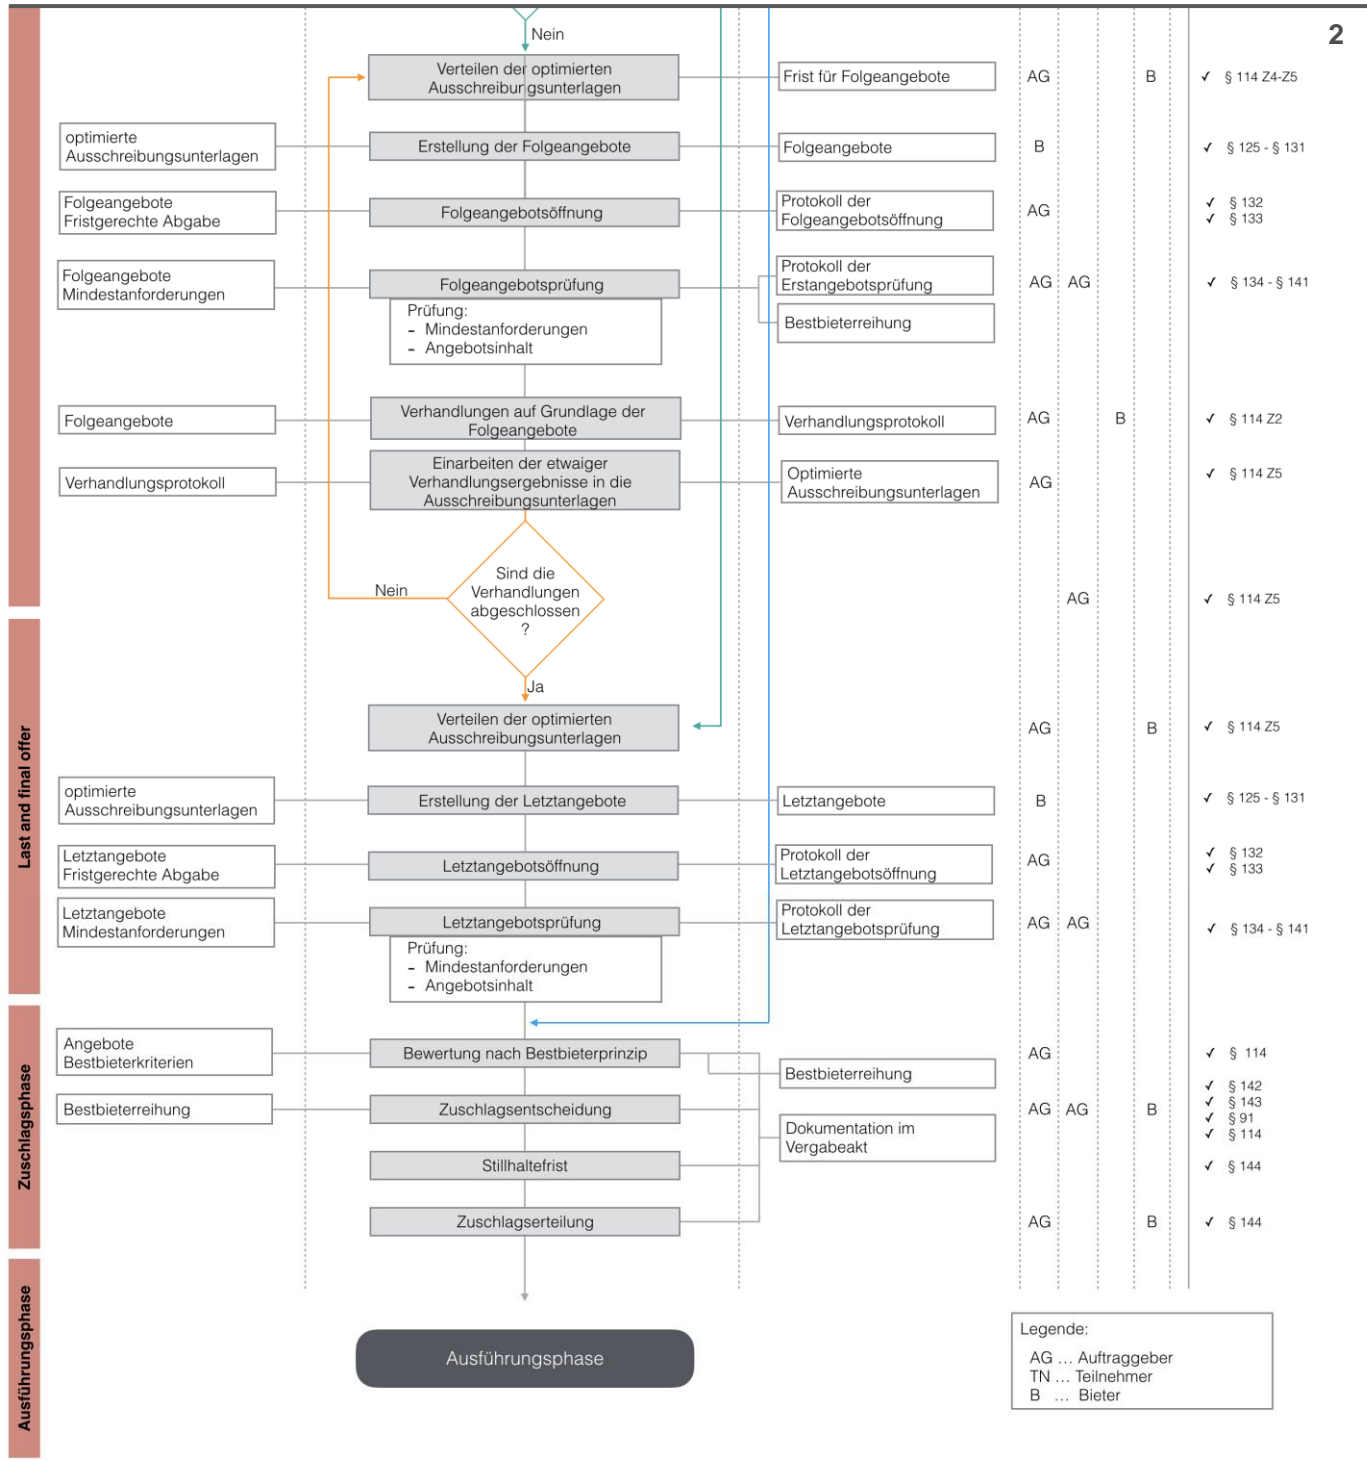 2
Nein
Verteilen der optimierten
Ausschreibungsunterlagen
Frist für Folgeangebote
AG
B
✓ § 114 Z4-Z5
optimierte
Ausschreibungsunterlagen
Erstellung der Folgeangebote
Folgeangebote
B
✓ § 125 - § 131
Folgeangebote
Fristgerechte Abgabe
Folgeangebotsöffnung
Protokoll der
Folgeangebotsöffnung
AG
✓ § 132
✓ § 133
Folgeangebote
Mindestanforderungen
Folgeangebotsprüfung
Protokoll der
Erstangebotsprüfung
AG AG
✓ § 134 - § 141
Prüfung:
- Mindestanforderungen
- Angebotsinhalt
Bestbieterreihung
Folgeangebote
Verhandlungen auf Grundlage der
Folgeangebote
Verhandlungsprotokoll
AG
B
✓ § 114 Z2
Verhandlungsprotokoll
Einarbeiten der etwaiger
Verhandlungsergebnisse in die
Ausschreibungsunterlagen
Optimierte
Ausschreibungsunterlagen
AG
✓ § 114 Z5
Sind die
Verhandlungen
abgeschlossen
?
Nein
AG
✓ § 114 Z5
Ja
Last and final offer
Verteilen der optimierten
Ausschreibungsunterlagen
AG
B
✓ § 114 Z5
optimierte
Ausschreibungsunterlagen
Erstellung der Letztangebote
Letztangebote
B
✓ § 125 - § 131
Letztangebote
Fristgerechte Abgabe
Letztangebotsöffnung
Protokoll der
Letztangebotsöffnung
AG
✓ § 132
✓ § 133
Letztangebote
Mindestanforderungen
Letztangebotsprüfung
Protokoll der
Letztangebotsprüfung
AG AG
✓ § 134 - § 141
Prüfung:
- Mindestanforderungen
- Angebotsinhalt
Zuschlagsphase
Angebote
Bestbieterkriterien
Bewertung nach Bestbieterprinzip
Bestbieterreihung
AG
✓ § 114
Bestbieterreihung
Zuschlagsentscheidung
Dokumentation im
Vergabeakt
AG AG
B
✓ § 142
✓ § 143
✓ § 91
✓ § 114
Stillhaltefrist
✓ § 144
Zuschlagserteilung
AG
B
✓ § 144
Ausführungsphase
Ausführungsphase
Legende:
AG ... Auftraggeber
TN ... Teilnehmer
B ... Bieter